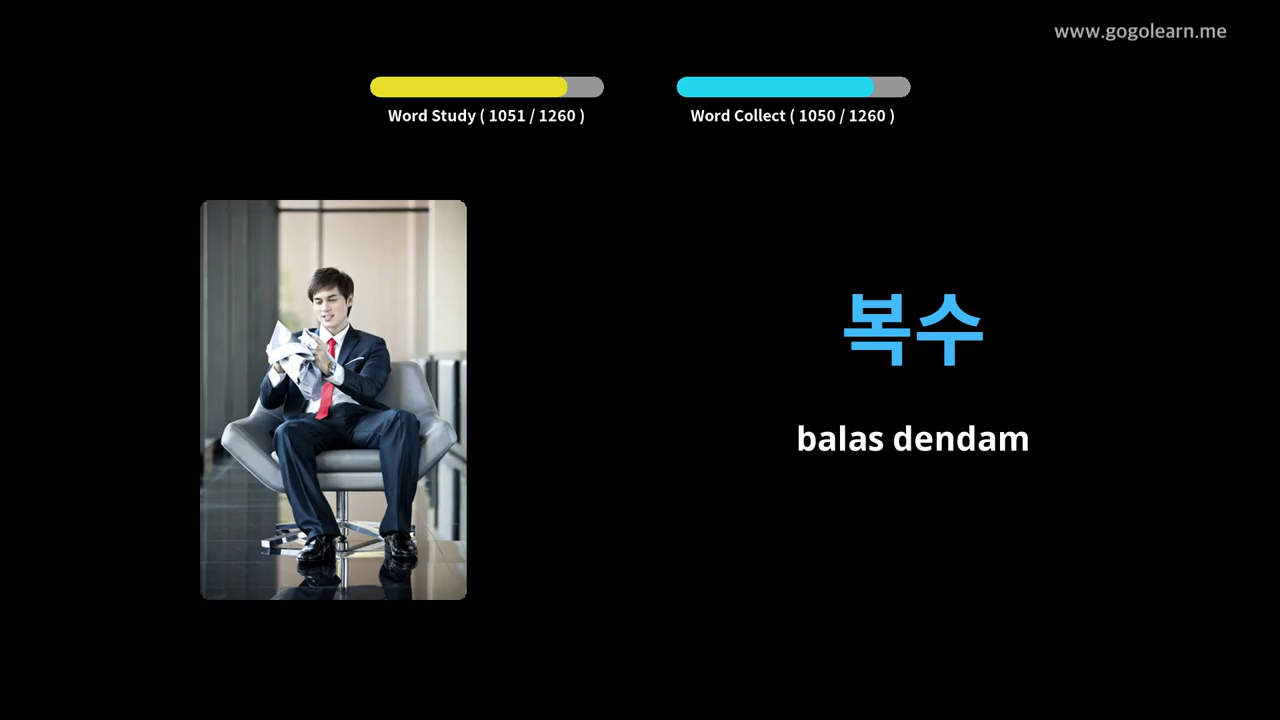 www.gogolearn.me
Word Study ( 1051 / 1260 )
Word Collect ( 1050 / 1260 )
복수
balas dendam